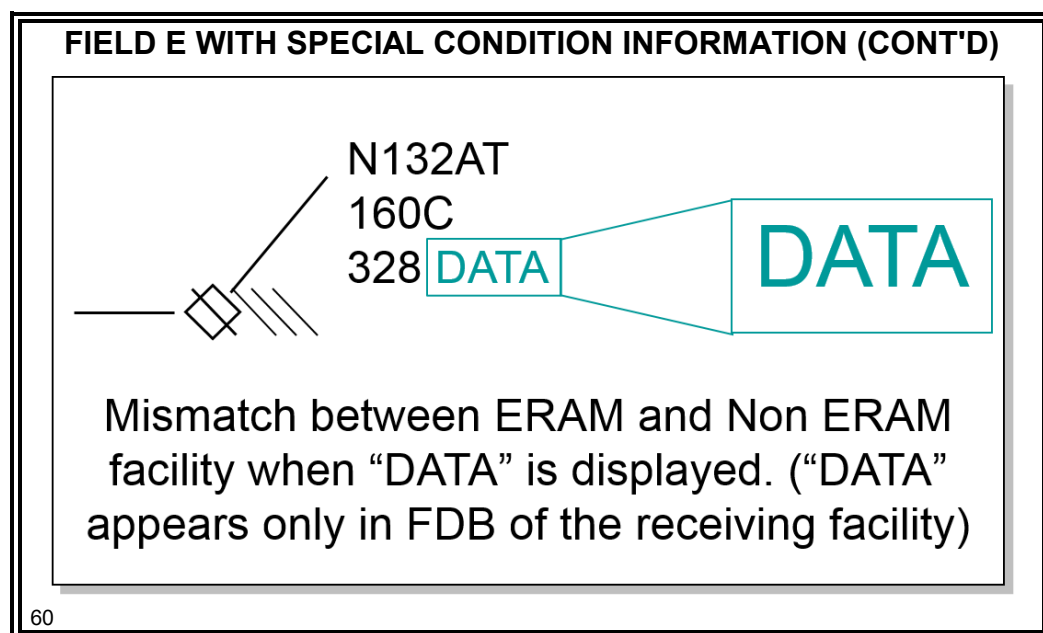 FIELD E WITH SPECIAL CONDITION INFORMATION (CONT'D)
N132AT
160C
328 DATA
DATA
Mismatch between ERAM and Non ERAM
facility when “DATA” is displayed. (“DATA”
appears only in FDB of the receiving facility)
60